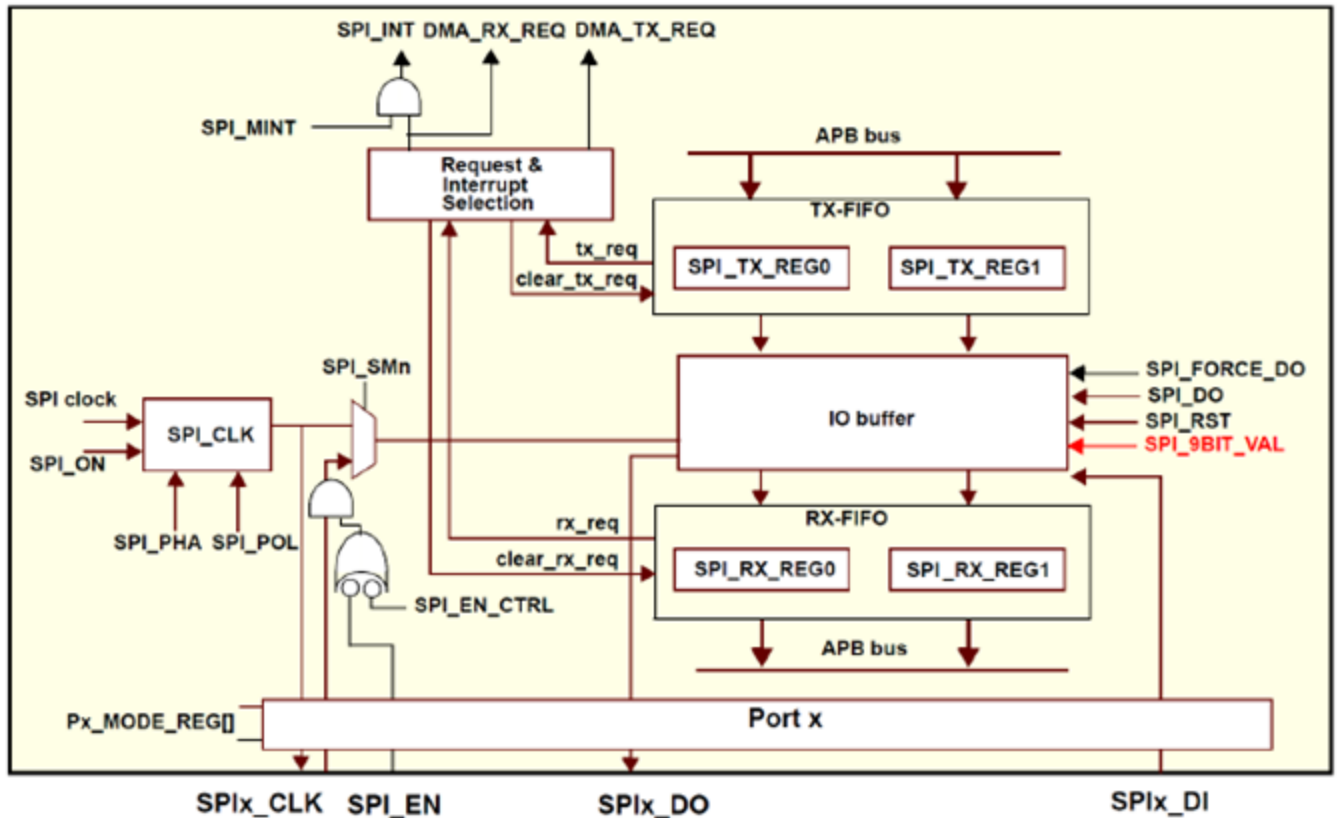 SPI_INT DMA_RX_REQ DMA_TX_REQ
SPI_MINT
APB bus
Request &
Interrupt
Selection
TX-FIFO
tx_req
SPI_TX_REG0
SPI_TX_REG1
clear_tx_req
SPI_SMn
SPI_FORCE_DO
SPI clock
SPI_DO
SPI_CLK
IO buffer
SPI_RST
SPI_9BIT_VAL
SPI_ON
SPI_PHA
SPI_POL
rx_req
RX-FIFO
clear_rx_req
SPI_RX_REG0
SPI_RX_REG1
SPI_EN_CTRL
APB bus
Px_MODE_REG[]
Port x
SPIx_CLK
SPI_EN
SPIx_DO
SPIx_DI